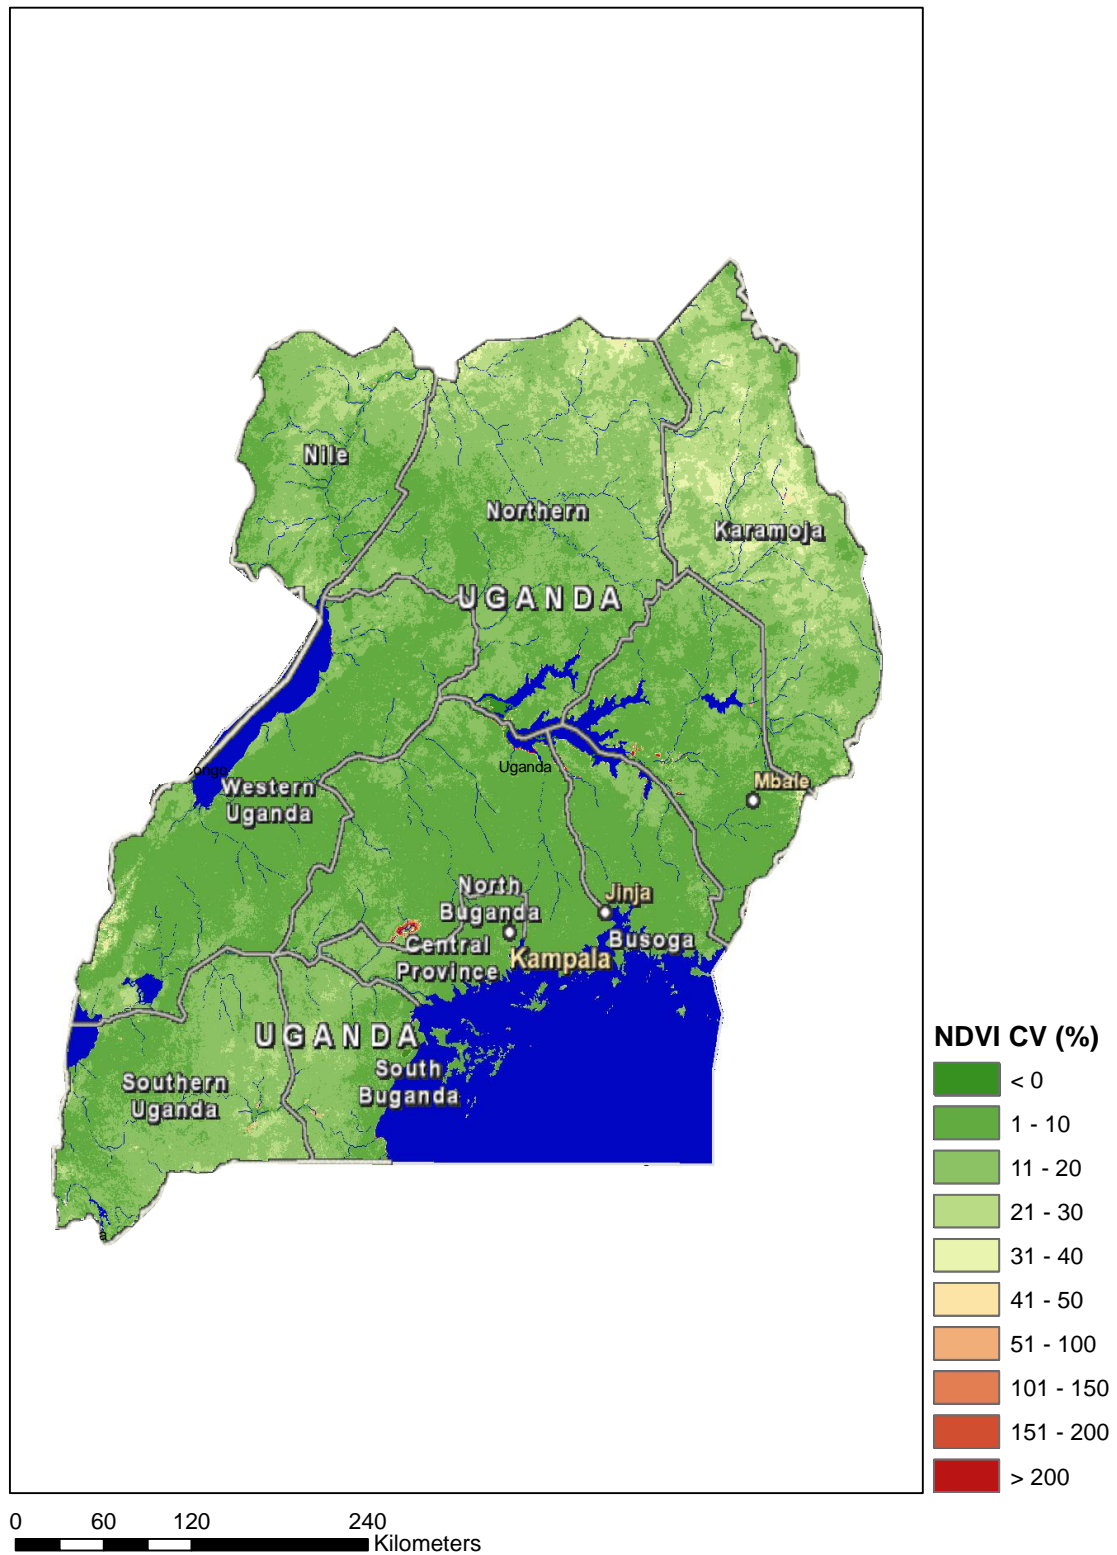 Nile
Northern
Karamoja
UGANDA
ongo
Uganda
Western
Uganda
Mbale
North
Buganda
Jinja
Central
Province
Busoga
Kampala
UGANDA
South
Buganda
Southern
Uganda
a
NDVI CV (%)
< 0
1 - 10
11 - 20
21 - 30
31 - 40
41 - 50
51 - 100
101 - 150
151 - 200
> 200
0 60 120 240
Kilometers